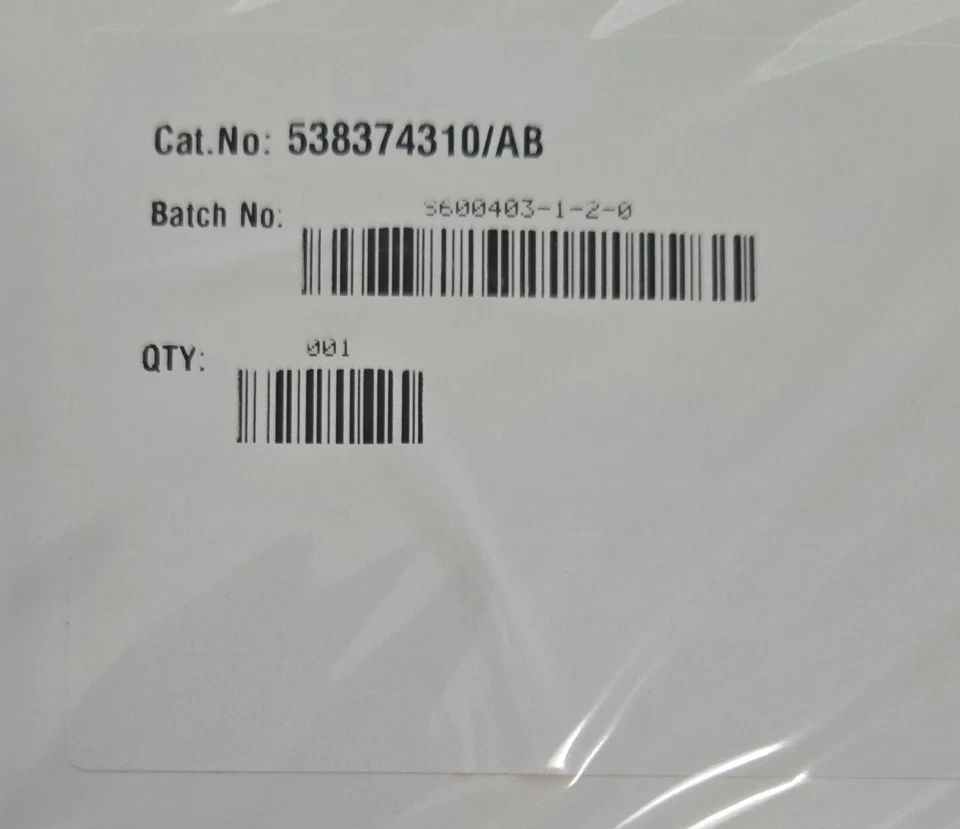 Cat.No: 538374310/AB
Batch No: S600403-1-2-0
QTY: 001